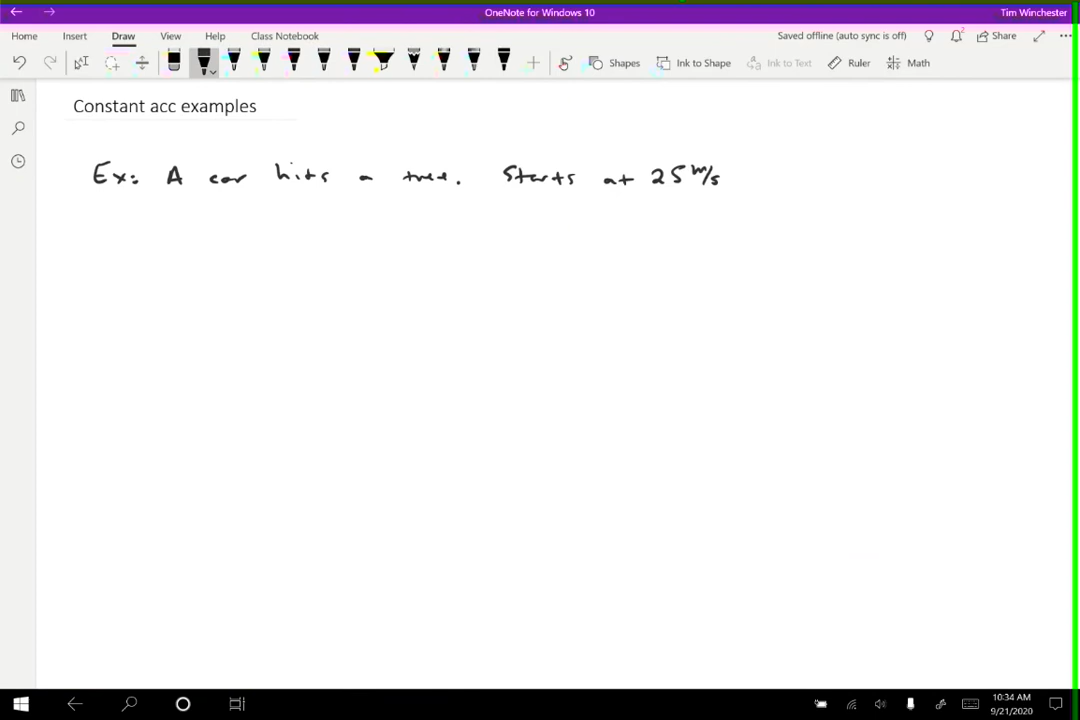 OneNote for Windows 10
Tim Winchester
Home Insert Draw View Help Class Notebook
Saved offline (auto sync is off)
Share
Shapes
Ink to Shape
Ink to Text
Ruler
Math
Constant acc examples
Ex: A car hits a tree. Starts at 25 m/s
10:34 AM
9/21/2020